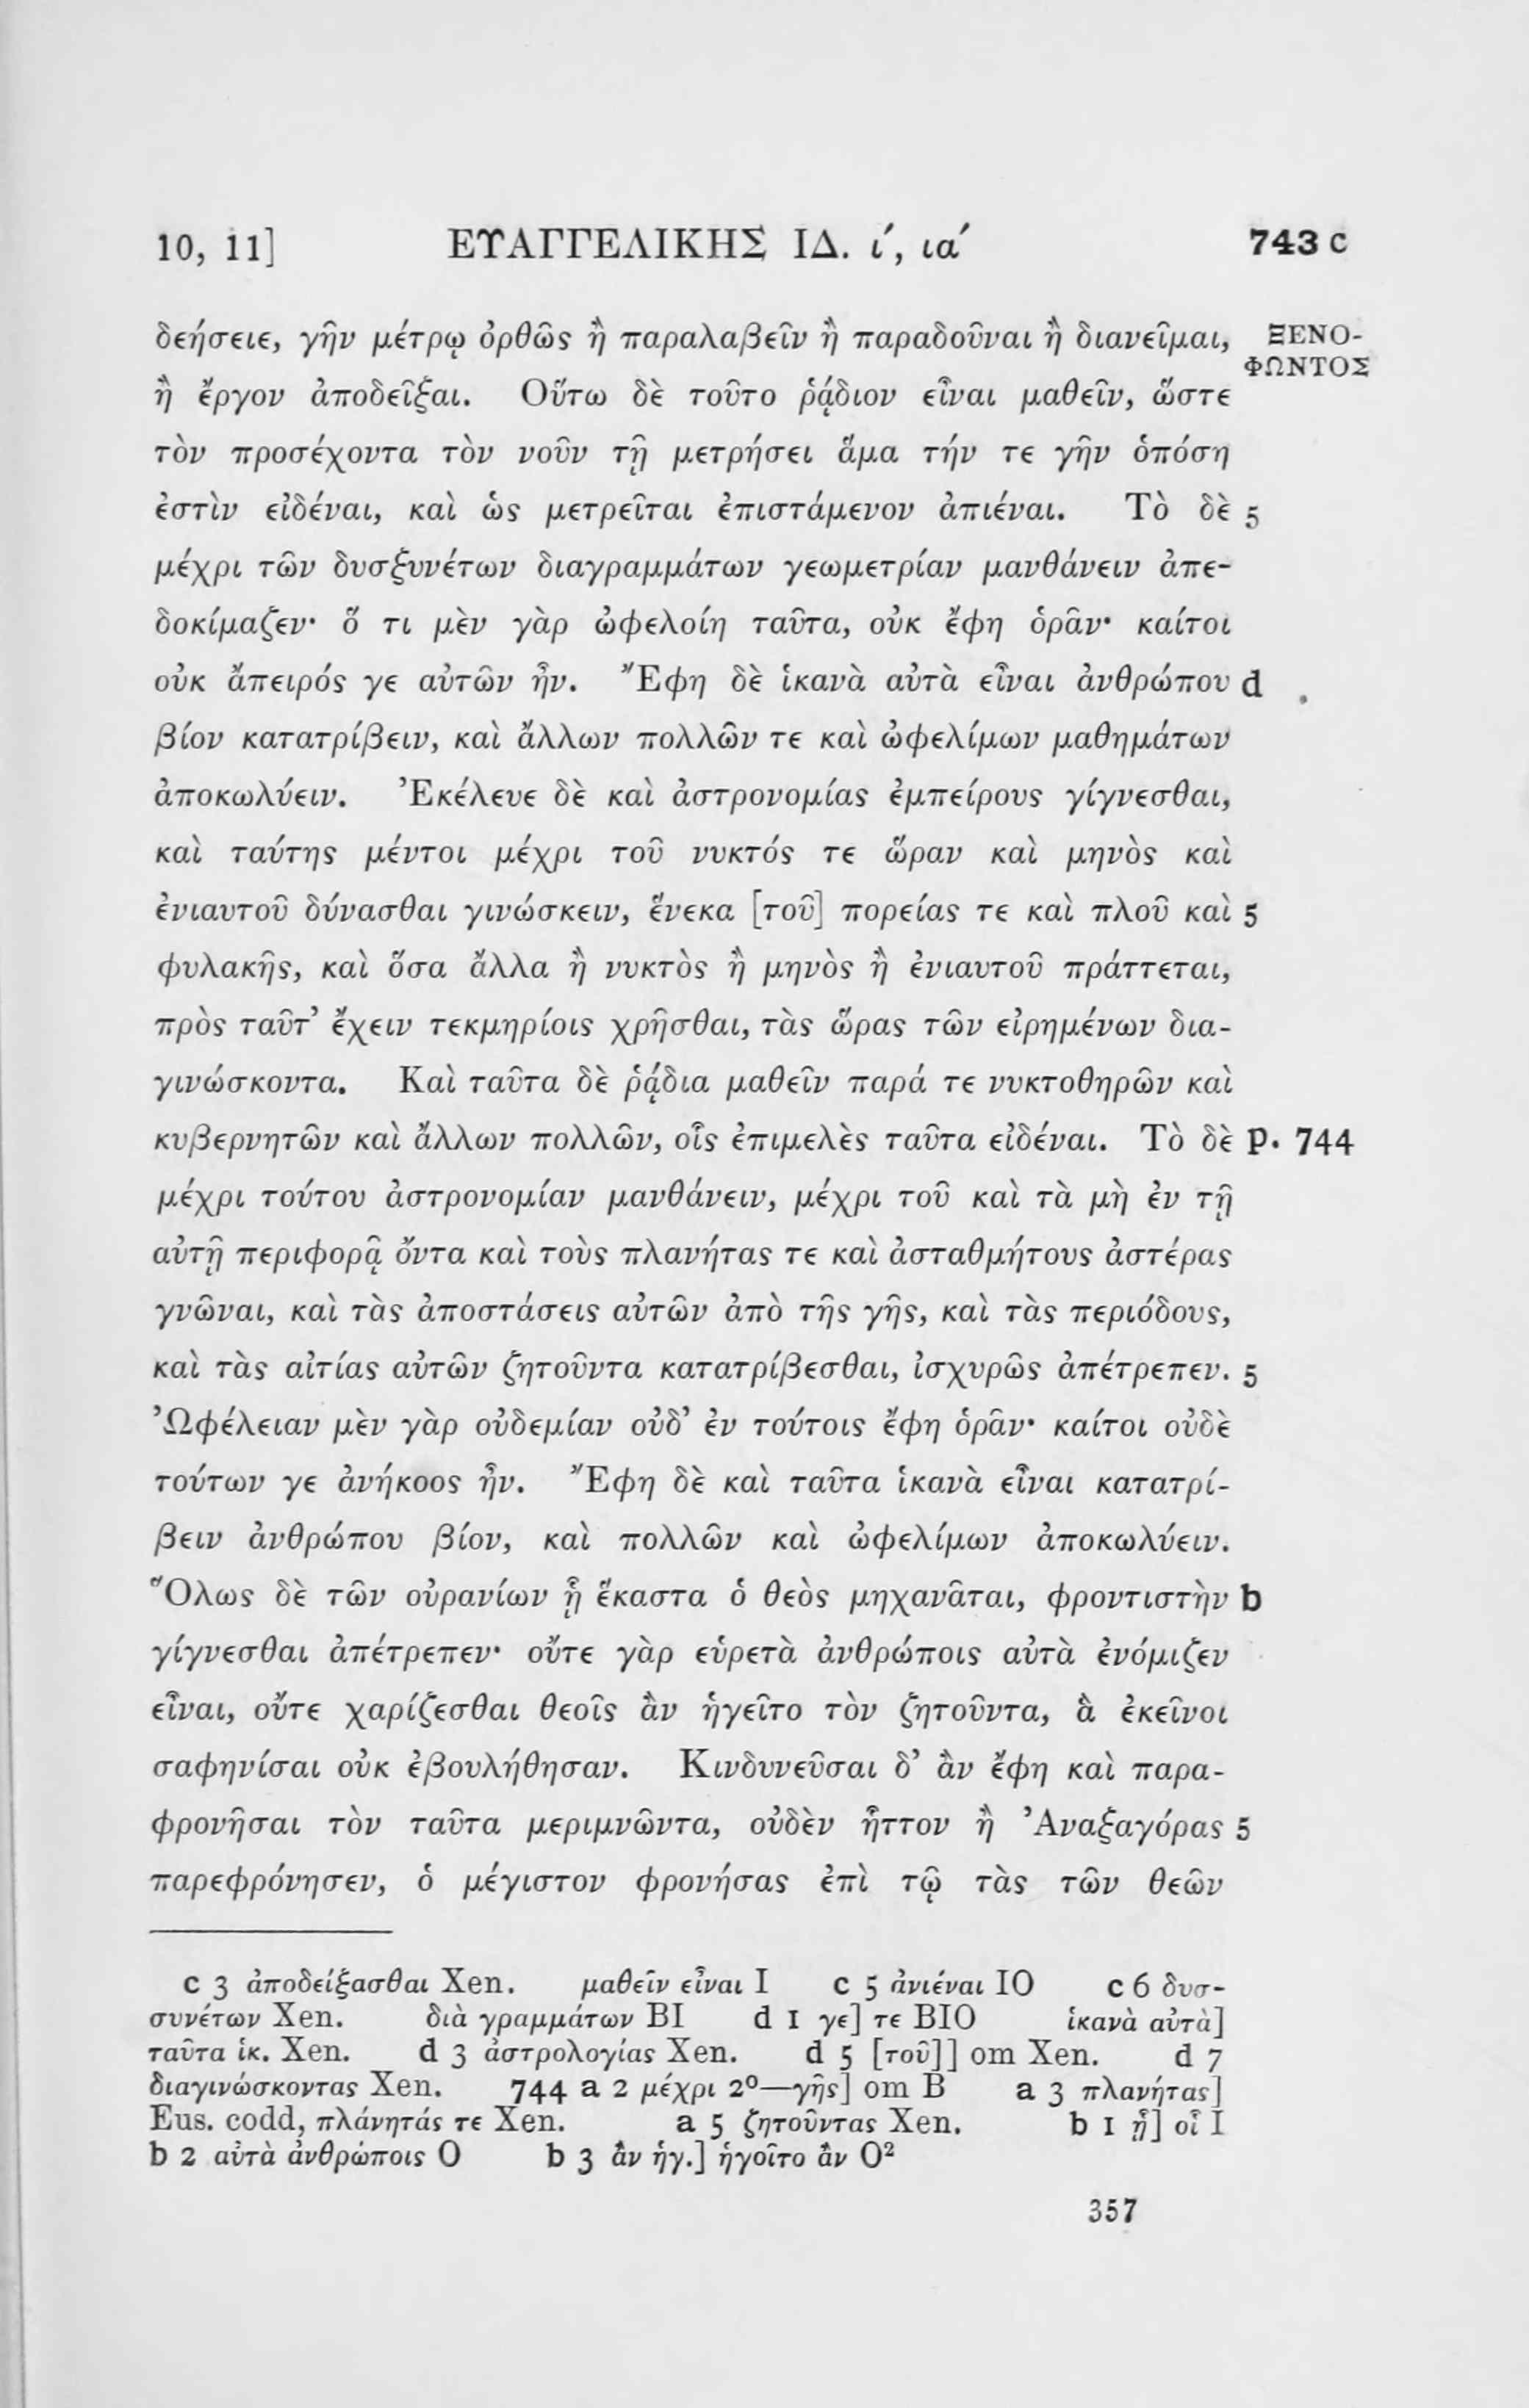 10, 11] ΕΥΑΓΓΕΛΙΚΗΣ ΙΔ. ι´, ια´ 743 c
δεήσειε, γῆν μέτρῳ ὀρθῶς ἢ παραλαβεῖν ἢ παραδοῦναι ἢ διανεῖμαι, ΞΕΝΟ-
ΦΩΝΤΟΣ
ἢ ἔργον ἀποδεῖξαι. Οὕτω δὲ τοῦτο ῥᾴδιον εἶναι μαθεῖν, ὥστε
τὸν προσέχοντα τὸν νοῦν τῇ μετρήσει ἅμα τήν τε γῆν ὁπόση
ἐστὶν εἰδέναι, καὶ ὡς μετρεῖται ἐπιστάμενον ἀπιέναι. Τὸ δὲ 5
μέχρι τῶν δυσξυνέτων διαγραμμάτων γεωμετρίαν μανθάνειν ἀπε-
δοκίμαζεν· ὅ τι μὲν γὰρ ὠφελοίη ταῦτα, οὐκ ἔφη ὁρᾶν· καίτοι
οὐκ ἄπειρός γε αὐτῶν ἦν. Ἔφη δὲ ἱκανὰ αὐτὰ εἶναι ἀνθρώπου d
βίον κατατρίβειν, καὶ ἄλλων πολλῶν τε καὶ ὠφελίμων μαθημάτων
ἀποκωλύειν. Ἐκέλευε δὲ καὶ ἀστρονομίας ἐμπείρους γίγνεσθαι,
καὶ ταύτης μέντοι μέχρι τοῦ νυκτός τε ὥραν καὶ μηνὸς καὶ
ἐνιαυτοῦ δύνασθαι γινώσκειν, ἕνεκα [τοῦ] πορείας τε καὶ πλοῦ καὶ 5
φυλακῆς, καὶ ὅσα ἄλλα ἢ νυκτὸς ἢ μηνὸς ἢ ἐνιαυτοῦ πράττεται,
πρὸς ταῦτ’ ἔχειν τεκμηρίοις χρῆσθαι, τὰς ὥρας τῶν εἰρημένων δια-
γινώσκοντα. Καὶ ταῦτα δὲ ῥᾴδια μαθεῖν παρά τε νυκτοθηρῶν καὶ
κυβερνητῶν καὶ ἄλλων πολλῶν, οἷς ἐπιμελὲς ταῦτα εἰδέναι. Τὸ δὲ p. 744
μέχρι τούτου ἀστρονομίαν μανθάνειν, μέχρι τοῦ καὶ τὰ μὴ ἐν τῇ
αὐτῇ περιφορᾷ ὄντα καὶ τοὺς πλανήτας τε καὶ ἀσταθμήτους ἀστέρας
γνῶναι, καὶ τὰς ἀποστάσεις αὐτῶν ἀπὸ τῆς γῆς, καὶ τὰς περιόδους,
καὶ τὰς αἰτίας αὐτῶν ζητοῦντα κατατρίβεσθαι, ἰσχυρῶς ἀπέτρεπεν. 5
Ὠφέλειαν μὲν γὰρ οὐδεμίαν οὐδ’ ἐν τούτοις ἔφη ὁρᾶν· καίτοι οὐδὲ
τούτων γε ἀνήκοος ἦν. Ἔφη δὲ καὶ ταῦτα ἱκανὰ εἶναι κατατρί-
βειν ἀνθρώπου βίον, καὶ πολλῶν καὶ ὠφελίμων ἀποκωλύειν.
Ὅλως δὲ τῶν οὐρανίων ᾗ ἕκαστα ὁ θεὸς μηχανᾶται, φροντιστὴν b
γίγνεσθαι ἀπέτρεπεν· οὔτε γὰρ εὑρετὰ ἀνθρώποις αὐτὰ ἐνόμιζεν
εἶναι, οὔτε χαρίζεσθαι θεοῖς ἂν ἡγεῖτο τὸν ζητοῦντα, ἃ ἐκεῖνοι
σαφηνίσαι οὐκ ἐβουλήθησαν. Κινδυνεῦσαι δ’ ἂν ἔφη καὶ παρα-
φρονῆσαι τὸν ταῦτα μεριμνῶντα, οὐδὲν ἧττον ἢ Ἀναξαγόρας 5
παρεφρόνησεν, ὁ μέγιστον φρονήσας ἐπὶ τῷ τὰς τῶν θεῶν
c 3 ἀποδείξασθαι Xen. μαθεῖν εἶναι I c 5 ἀνιέναι IO c 6 δυσ-
συνέτων Xen. διὰ γραμμάτων BI d 1 γε] τε BIO ἱκανὰ αὐτὰ]
ταῦτα ἱκ. Xen. d 3 ἀστρολογίας Xen. d 5 [τοῦ]] om Xen. d 7
διαγινώσκοντας Xen. 744 a 2 μέχρι 2º—γῆς] om B a 3 πλανήτας]
Eus. codd, πλάνητάς τε Xen. a 5 ζητοῦντας Xen. b 1 ᾗ] οἷ I
b 2 αὐτὰ ἀνθρώποις O b 3 ἂν ἡγ.] ἡγοῖτο ἂν O²
357